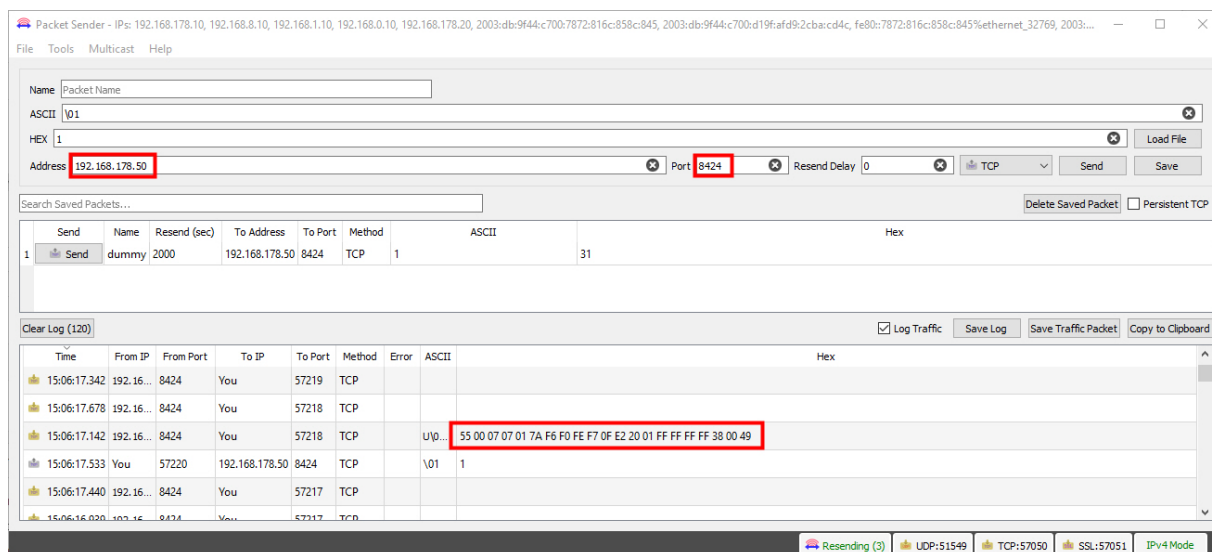 Packet Sender - IPs: 192.168.178.10, 192.168.8.10, 192.168.1.10, 192.168.0.10, 192.168.178.20, 2003:db:9f44:c700:7872:816c:858c:845, 2003:db:9f44:c700:d19f:afd9:2cba:cd4c, fe80::7872:816c:858c:845%ethernet_32769, 2003:...
File Tools Multicast Help
Name Packet Name
ASCII \01
HEX 1 Load File
Address 192.168.178.50 Port 8424 Resend Delay 0 TCP Send Save
Search Saved Packets... Delete Saved Packet Persistent TCP
Send Name Resend (sec) To Address To Port Method ASCII Hex
1 Send dummy 2000 192.168.178.50 8424 TCP 1 31
Clear Log (120) Log Traffic Save Log Save Traffic Packet Copy to Clipboard
Time From IP From Port To IP To Port Method Error ASCII Hex
15:06:17.342 192.16... 8424 You 57219 TCP
15:06:17.678 192.16... 8424 You 57218 TCP
15:06:17.142 192.16... 8424 You 57218 TCP U\0... 55 00 07 07 01 7A F6 F0 FE F7 0F E2 20 01 FF FF FF FF 38 00 49
15:06:17.533 You 57220 192.168.178.50 8424 TCP \01 1
15:06:17.440 192.16... 8424 You 57217 TCP
15:06:16.939 192.16... 8424 You 57217 TCP
Resending (3) UDP:51549 TCP:57050 SSL:57051 IPv4 Mode